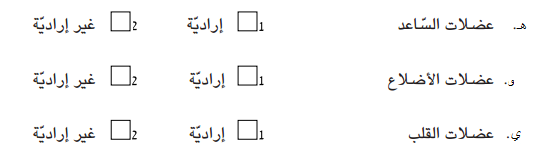 هـ. عضلات السّاعد □1 إراديّة □2 غير إراديّة
و. عضلات الأضلاع □1 إراديّة □2 غير إراديّة
ي. عضلات القلب □1 إراديّة □2 غير إراديّة